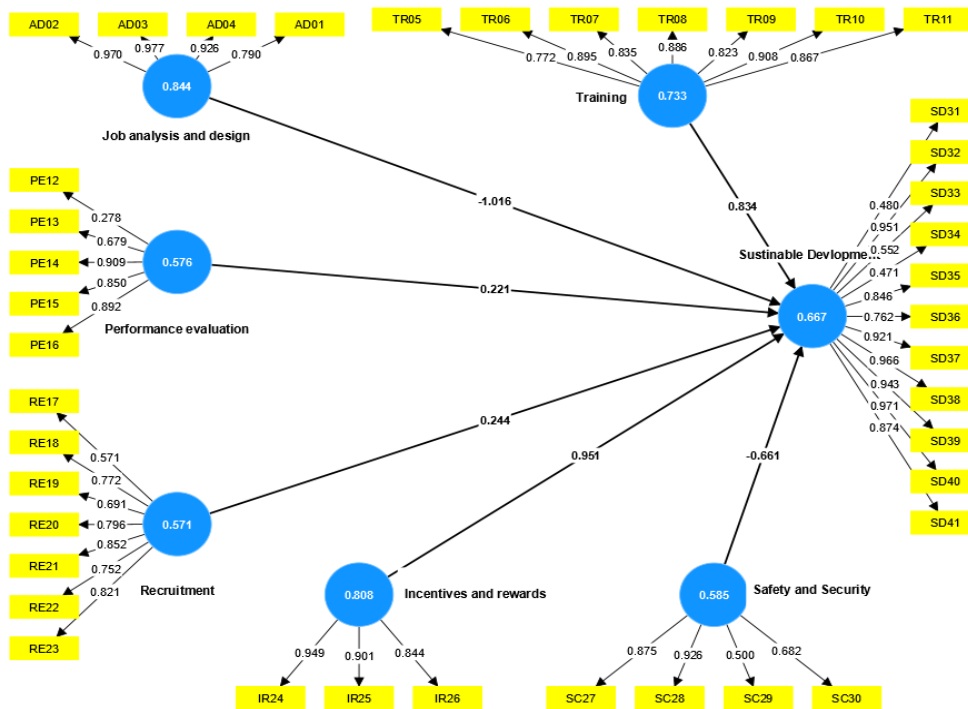 AD02
AD03
AD04
AD01
TR05
TR06
TR07
TR08
TR09
TR10
TR11
0.970
0.977
0.926
0.790
0.772
0.895
0.835
0.886
0.823
0.908
0.867
0.844
Training
0.733
Job analysis and design
SD31
SD32
SD33
SD34
SD35
SD36
SD37
SD38
SD39
SD40
SD41
PE12
PE13
PE14
PE15
PE16
0.278
0.679
0.909
0.850
0.892
0.576
Performance evaluation
-1.016
0.834
0.221
0.244
0.951
-0.661
Sustinable Devlopment
0.667
0.480
0.951
0.552
0.471
0.846
0.762
0.921
0.966
0.943
0.971
0.874
RE17
RE18
RE19
RE20
RE21
RE22
RE23
0.571
0.772
0.691
0.796
0.852
0.752
0.821
0.571
Recruitment
0.808
Incentives and rewards
0.585
Safety and Security
0.949
0.901
0.844
0.875
0.926
0.500
0.682
IR24
IR25
IR26
SC27
SC28
SC29
SC30